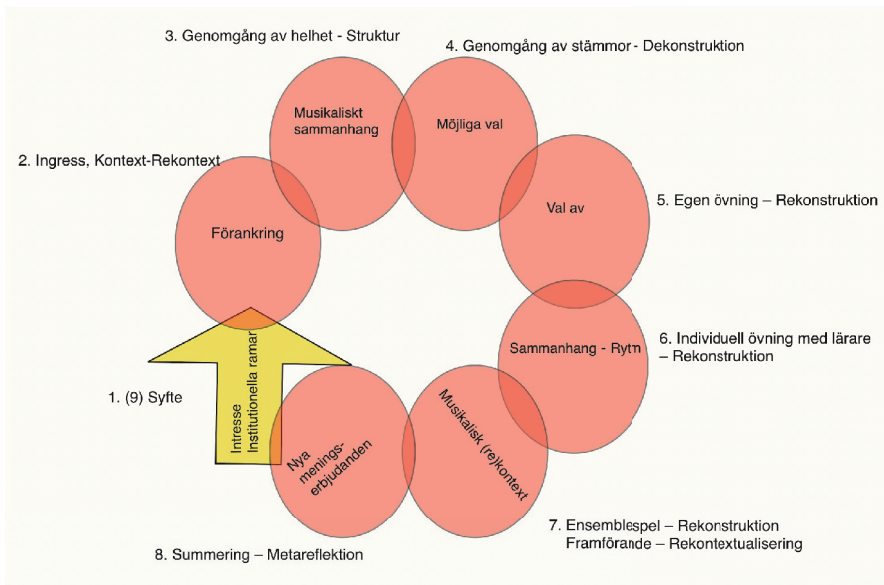 3. Genomgång av helhet - Struktur
4. Genomgång av stämmor - Dekonstruktion
Musikaliskt
sammanhang
Möjliga val
2. Ingress, Kontext-Rekontext
Förankring
Val av
5. Egen övning – Rekonstruktion
Sammanhang - Rytm
6. Individuell övning med lärare
– Rekonstruktion
1. (9) Syfte
Intresse
Institutionella ramar
Nya
menings-
erbjudanden
Musikalisk (re)kontext
7. Ensemblespel – Rekonstruktion
Framförande – Rekontextualisering
8. Summering – Metareflektion